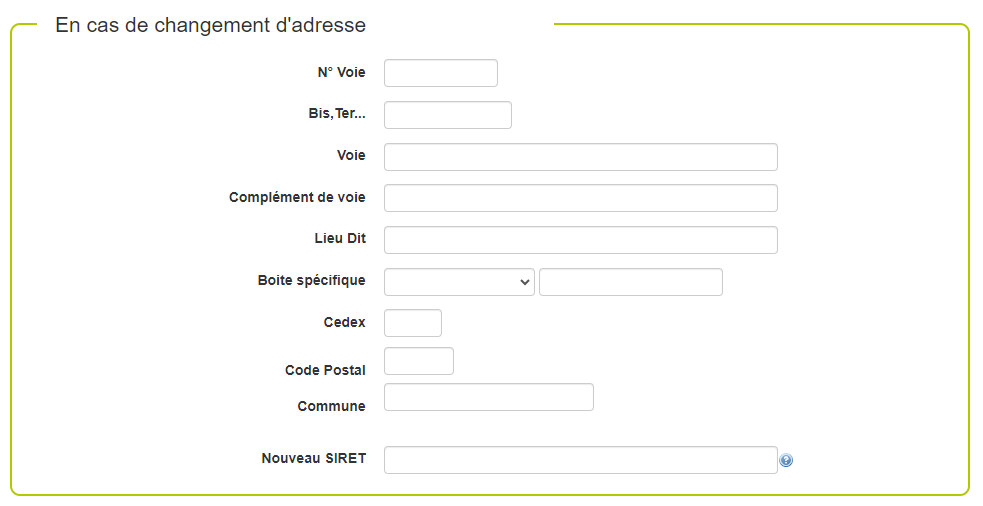 En cas de changement d'adresse
N° Voie
Bis,Ter...
Voie
Complément de voie
Lieu Dit
Boite spécifique
Cedex
Code Postal
Commune
Nouveau SIRET
?